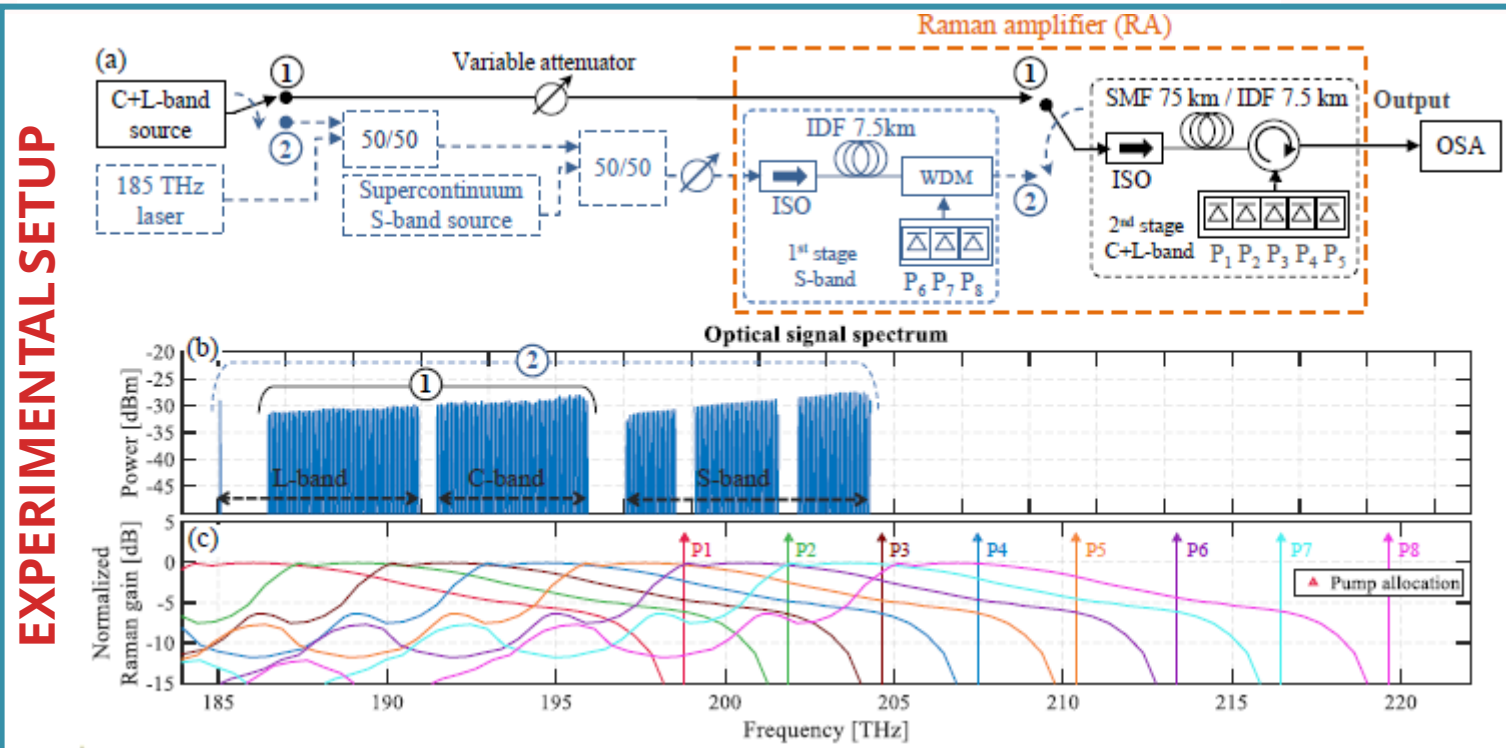 EXPERIMENTAL SETUP
Raman amplifier (RA)
(a)
C+L-band
source
1
2
Variable attenuator
1
185 THz
laser
50/50
Supercontinuum
S-band source
50/50
IDF 7.5km
ISO
WDM
1st stage
S-band
P6 P7 P8
2
SMF 75 km / IDF 7.5 km
ISO
2nd stage
C+L-band
P1 P2 P3 P4 P5
Output
OSA
Optical signal spectrum
(b)
2
1
Power [dBm]
-20
-25
-30
-35
-40
-45
L-band
C-band
S-band
(c)
Normalized
Raman gain [dB]
5
0
-5
-10
-15
P1
P2
P3
P4
P5
P6
P7
P8
Pump allocation
185 190 195 200 205 210 215 220
Frequency [THz]